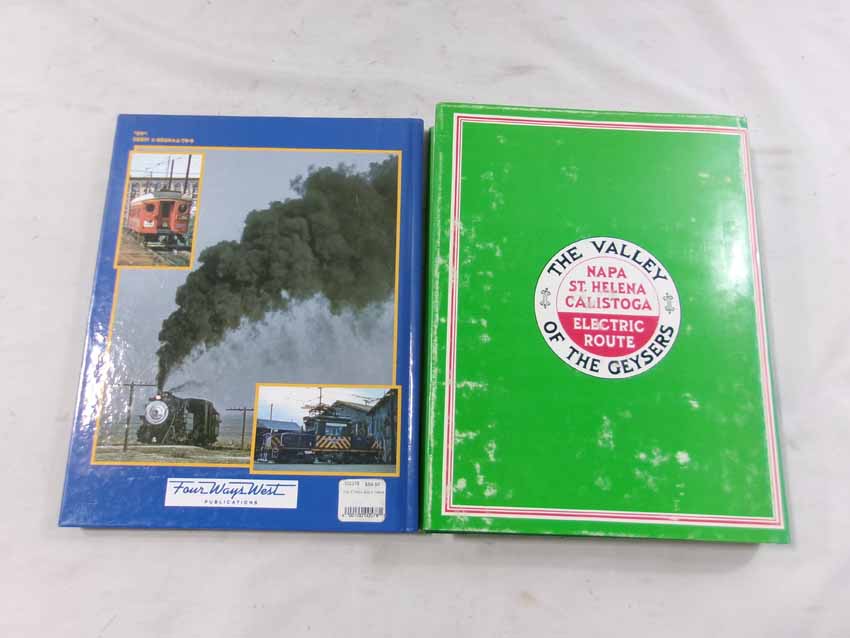 Four Ways West
PUBLICATIONS
THE VALLEY
NAPA
ST. HELENA
CALISTOGA
ELECTRIC
ROUTE
OF THE GEYSERS